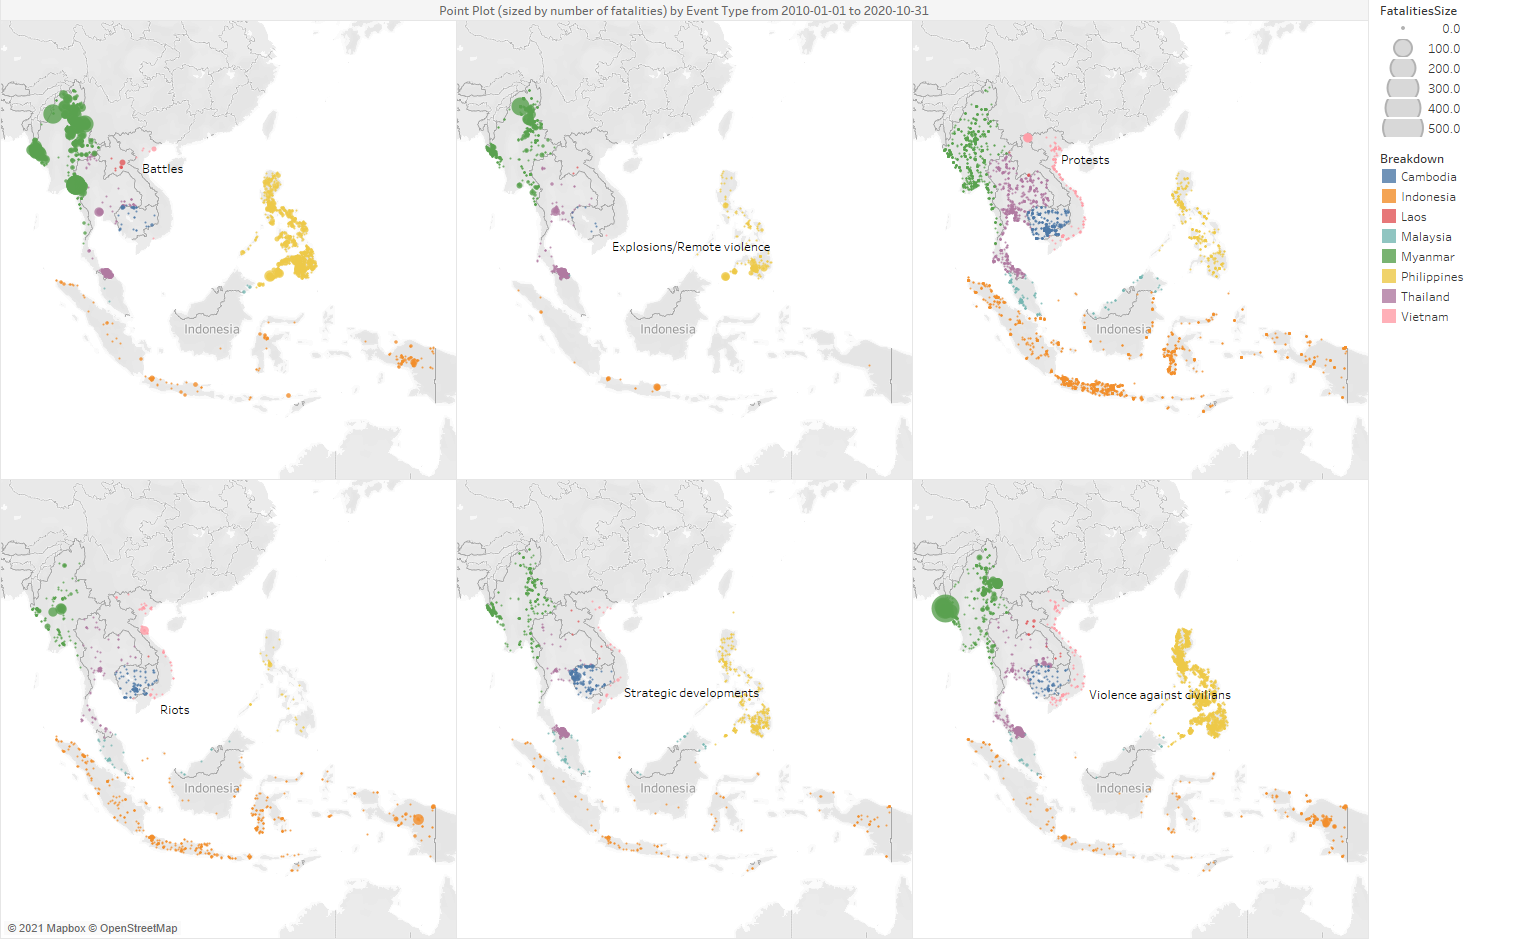 Point Plot (sized by number of fatalities) by Event Type from 2010-01-01 to 2020-10-31
Battles
Indonesia
Explosions/Remote violence
Indonesia
Protests
Indonesia
Riots
Indonesia
Strategic developments
Indonesia
Violence against civilians
Indonesia
© 2021 Mapbox © OpenStreetMap
FatalitiesSize
0.0
100.0
200.0
300.0
400.0
500.0
Breakdown
Cambodia
Indonesia
Laos
Malaysia
Myanmar
Philippines
Thailand
Vietnam